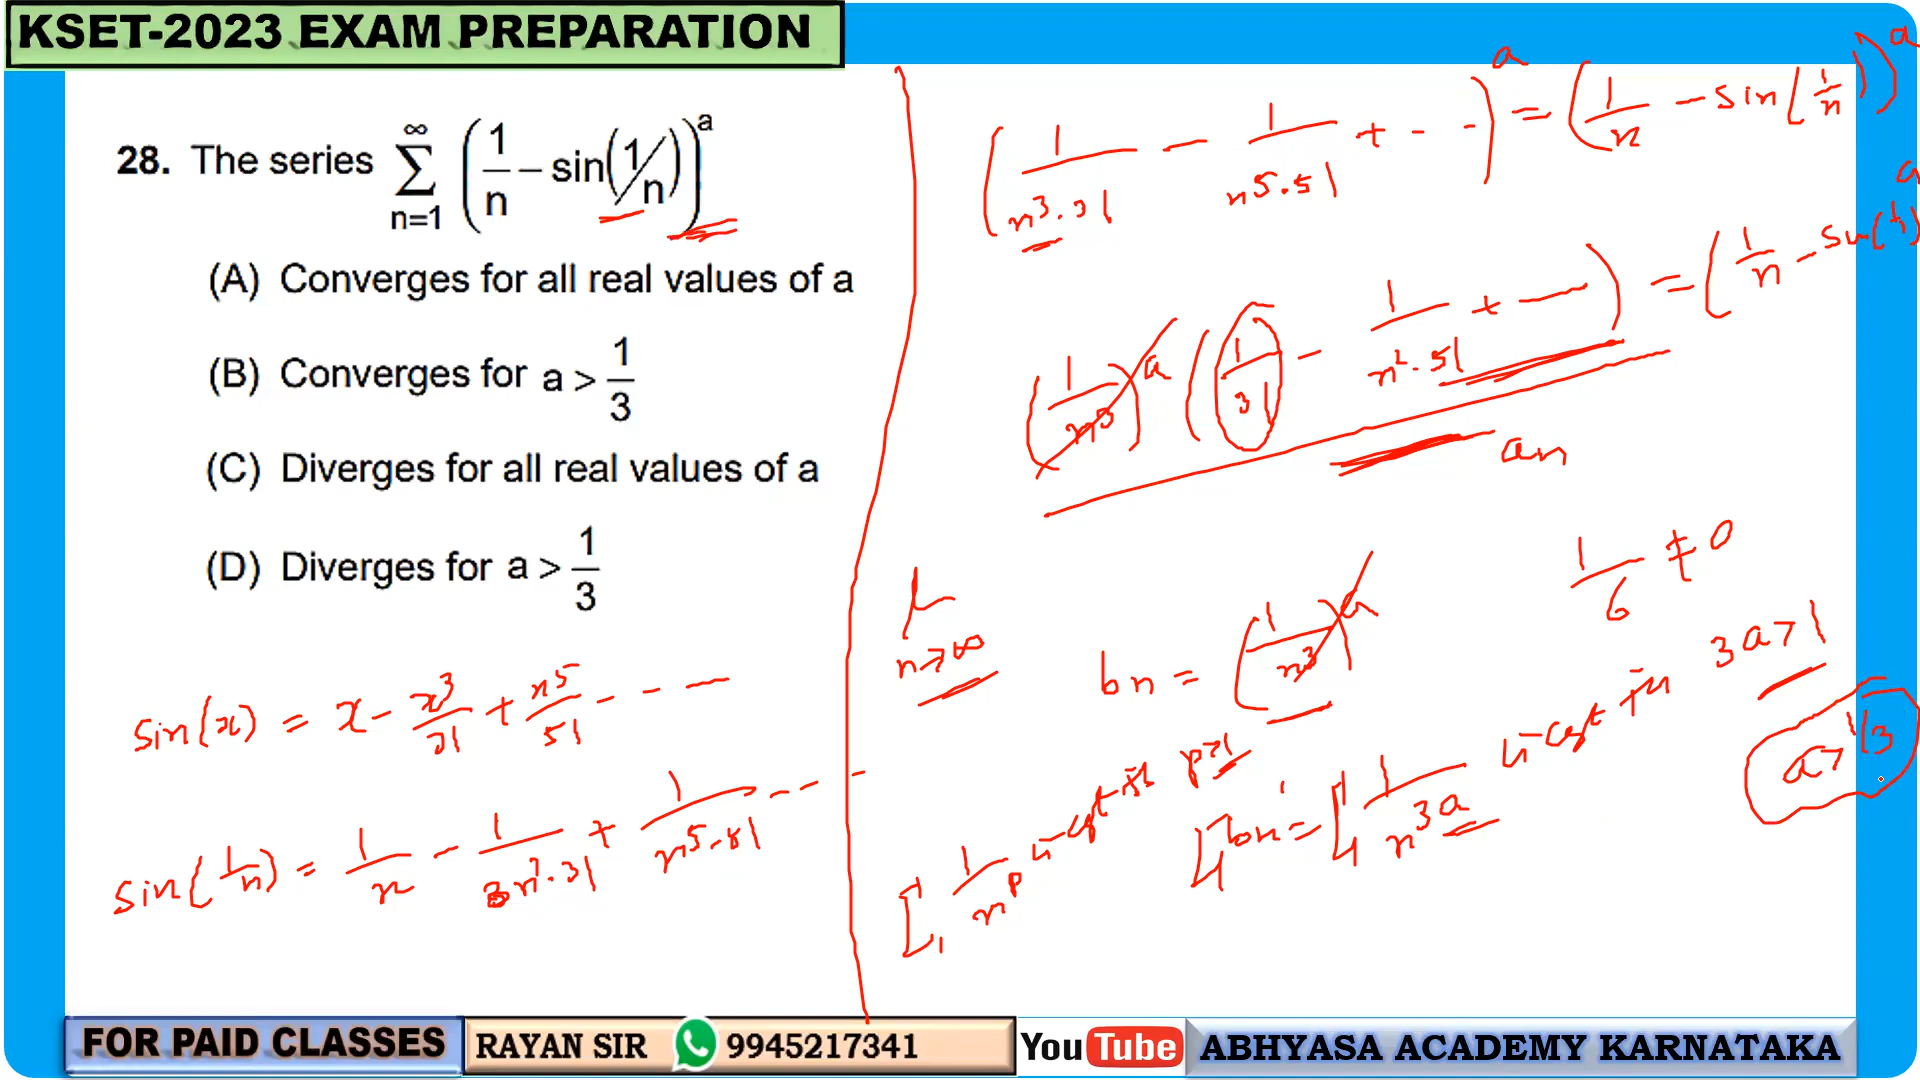 KSET-2023 EXAM PREPARATION
28. The series ∞ Σ n=1 (1/n − sin(1/n))^a
(A) Converges for all real values of a
(B) Converges for a > 1/3
(C) Diverges for all real values of a
(D) Diverges for a > 1/3
sin(x) = x − x³/3! + x⁵/5! - - -
sin(1/n) = 1/n − 1/n³·3! + 1/n⁵·5! - - - -
(1/n³·3! − 1/n⁵·5! + - - -)^a = (1/n − sin(1/n))^a
(1/n³)^a (1/3! − 1/n²·5! + ---) = (1/n − sin(1/n))^a
an
1/6 ≠ 0
n→∞
bn = (1/n³)^a
3a > 1
a > 1/3
Σ 1/n^p
p>1
Σ bn = Σ 1/n^3a
FOR PAID CLASSES
RAYAN SIR 9945217341
YouTube ABHYASA ACADEMY KARNATAKA